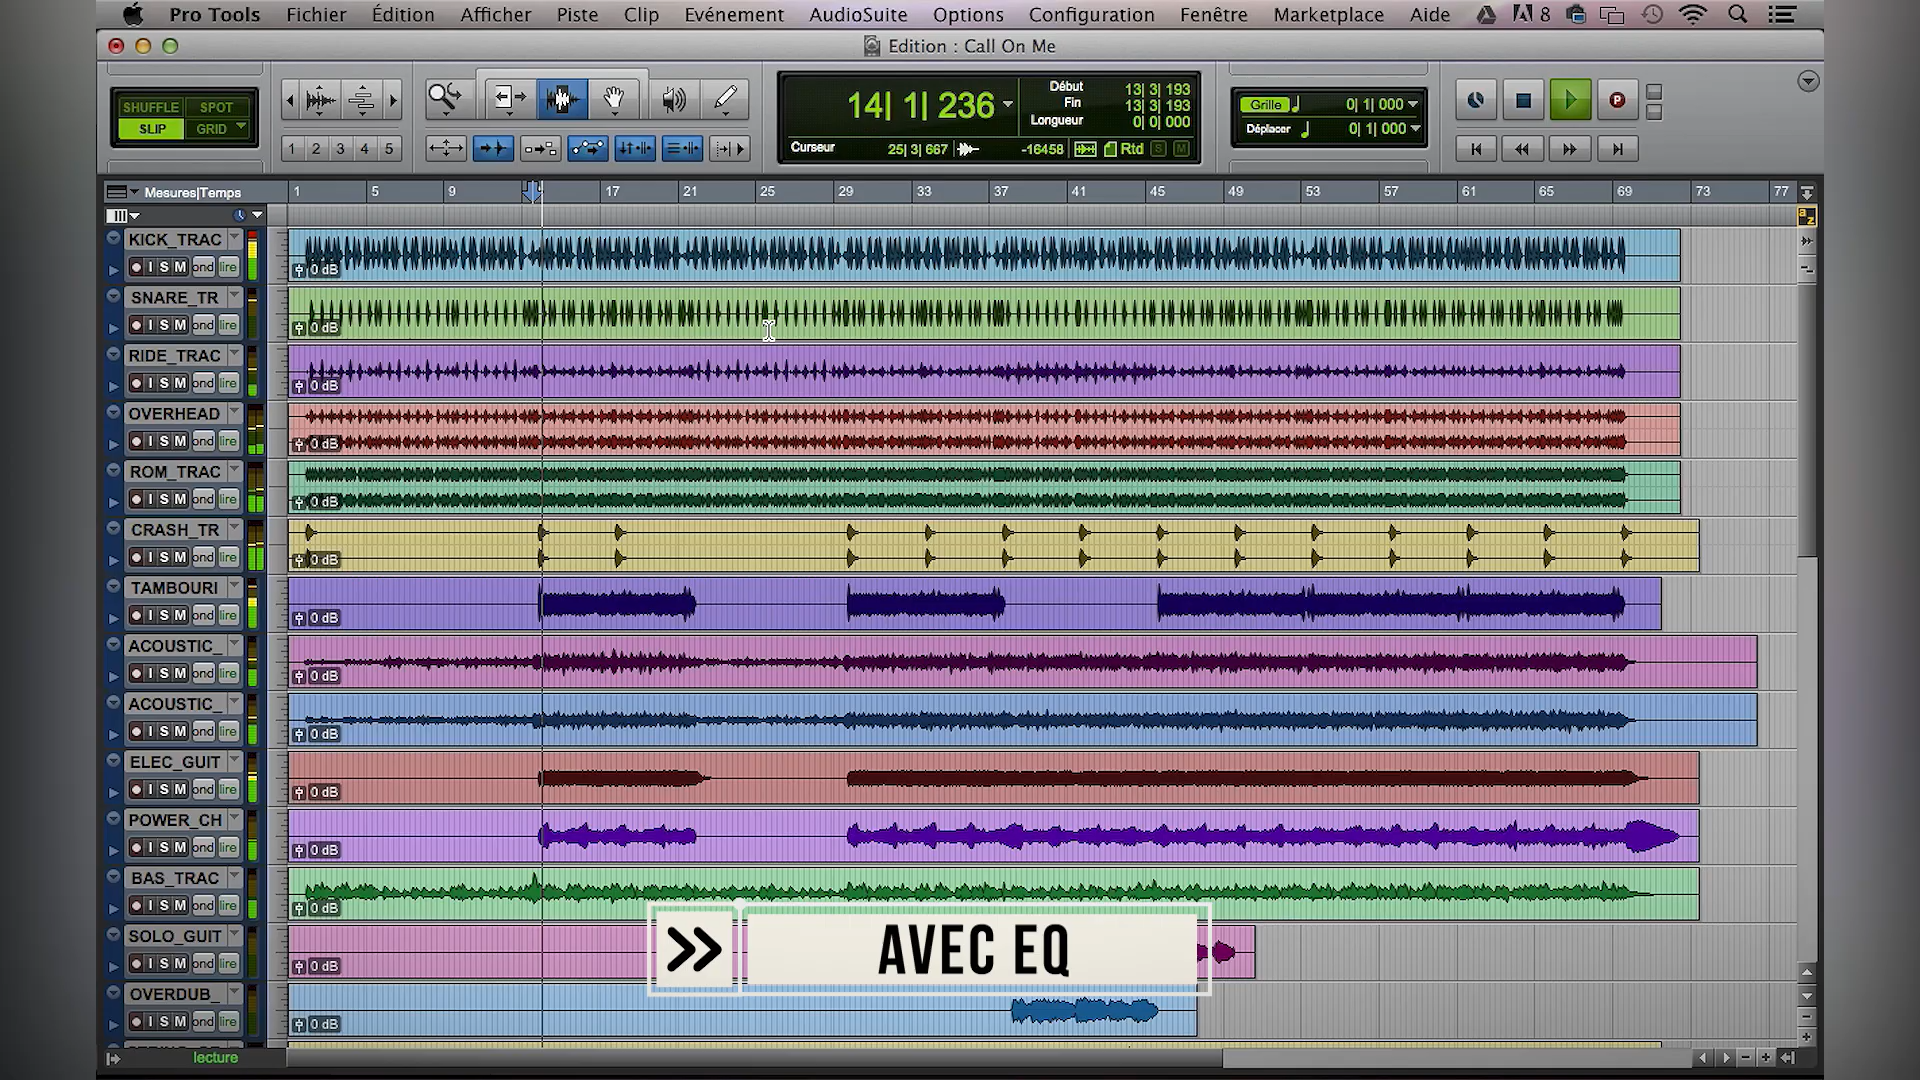 Pro Tools Fichier Édition Afficher Piste Clip Evénement AudioSuite Options Configuration Fenêtre Marketplace Aide 8
Edition : Call On Me
SHUFFLE SPOT
SLIP GRID
1 2 3 4 5
14| 1| 236
Début 13| 3| 193
Fin 13| 3| 193
Longueur 0| 0| 000
Curseur 25| 3| 667 -16458 Rtd S M
Grille 0| 1| 000
Déplacer 0| 1| 000
P
Mesures|Temps 1 5 9 17 21 25 29 33 37 41 45 49 53 57 61 65 69 73 77
a z
KICK_TRAC
I S M ond lire 0 dB
SNARE_TR
I S M ond lire 0 dB
RIDE_TRAC
I S M ond lire 0 dB
OVERHEAD
I S M ond lire 0 dB
ROM_TRAC
I S M ond lire 0 dB
CRASH_TR
I S M ond lire 0 dB
TAMBOURI
I S M ond lire 0 dB
ACOUSTIC_
I S M ond lire 0 dB
ACOUSTIC_
I S M ond lire 0 dB
ELEC_GUIT
I S M ond lire 0 dB
POWER_CH
I S M ond lire 0 dB
BAS_TRAC
I S M ond lire 0 dB
SOLO_GUIT
I S M ond lire 0 dB
AVEC EQ
OVERDUB_
I S M ond lire 0 dB
lecture